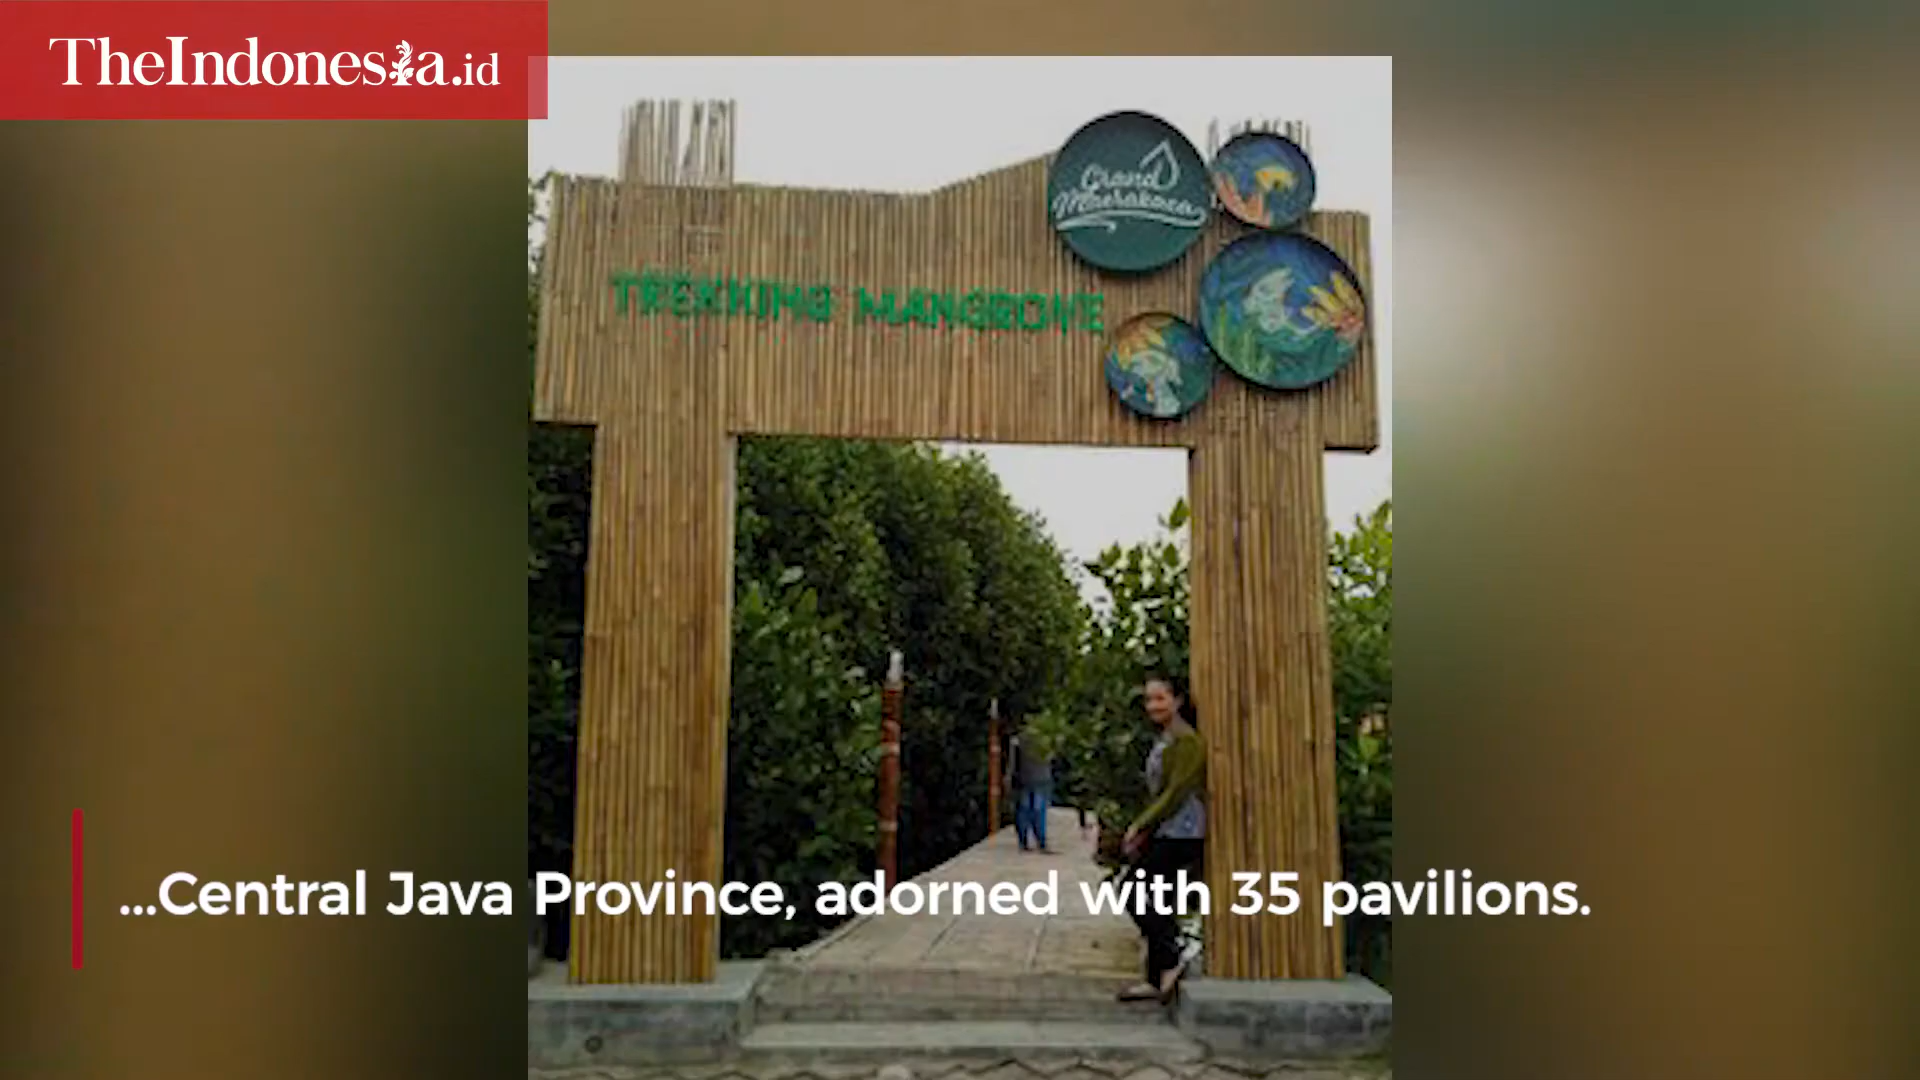 TheIndonesia.id
Grand
Maerakaca
TREKKING MANGROVE
...Central Java Province, adorned with 35 pavilions.